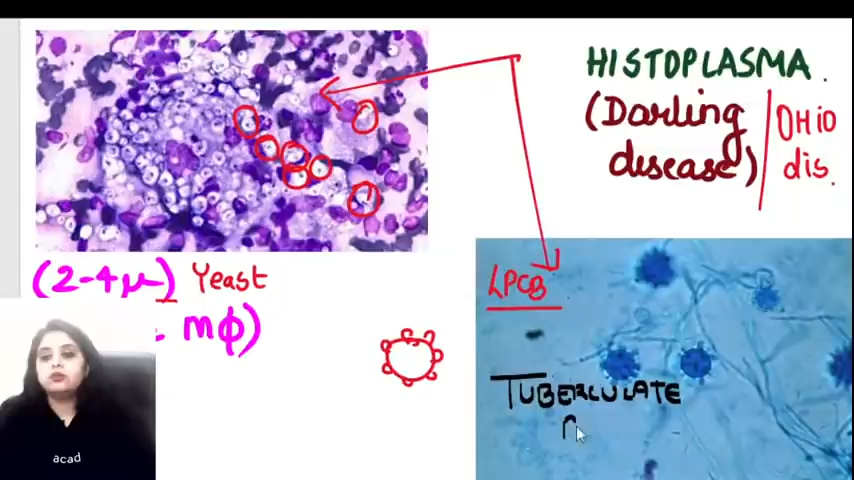 HISTOPLASMA
(Darling disease)
OHIO dis.
(2-4μ) Yeast
mφ)
LPCB
TUBERCULATE
acad